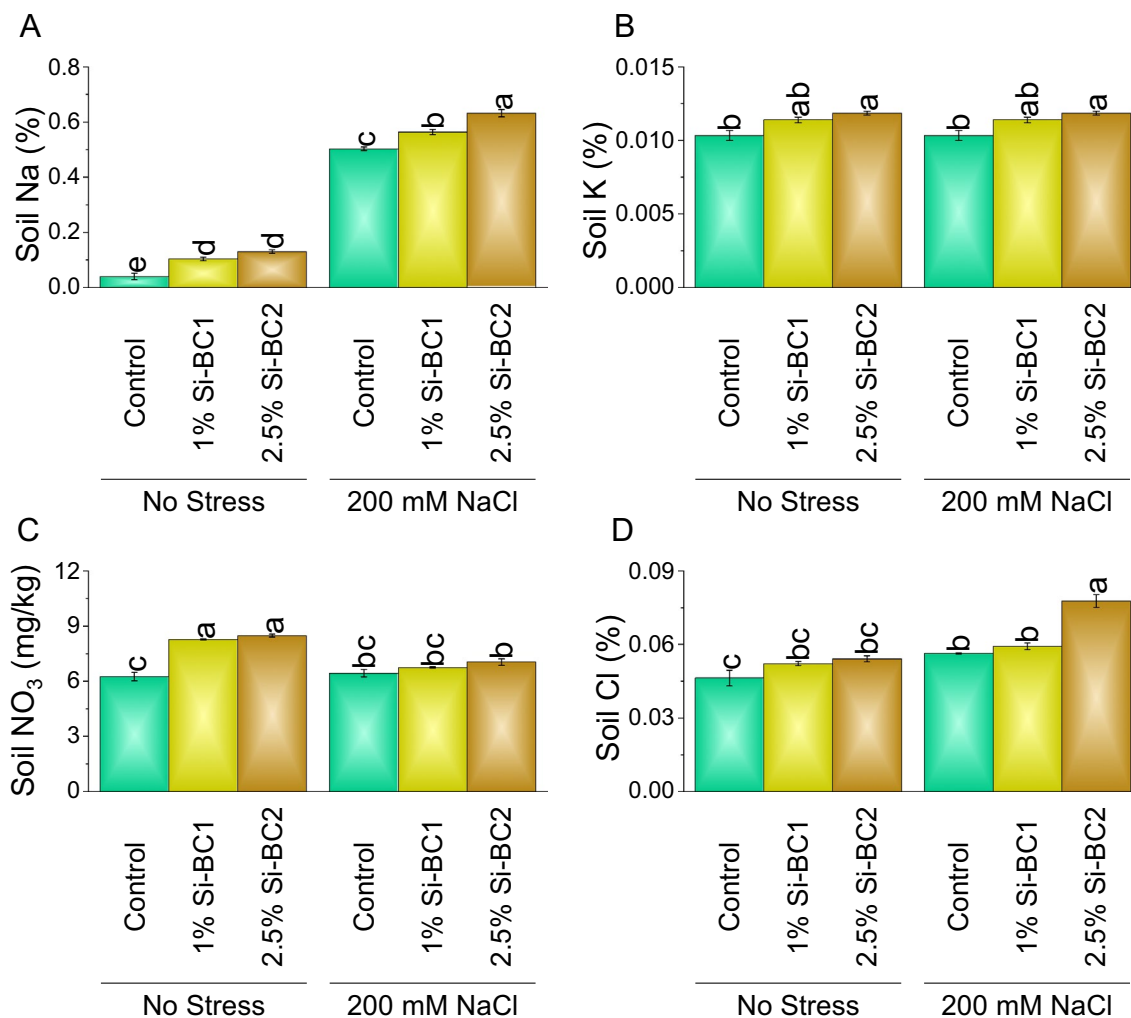 A
Soil Na (%)
0.8
0.6
0.4
0.2
0.0
e
d
d
c
b
a
Control
1% Si-BC1
2.5% Si-BC2
Control
1% Si-BC1
2.5% Si-BC2
No Stress
200 mM NaCl
B
Soil K (%)
0.015
0.010
0.005
0.000
b
ab
a
b
ab
a
Control
1% Si-BC1
2.5% Si-BC2
Control
1% Si-BC1
2.5% Si-BC2
No Stress
200 mM NaCl
C
Soil NO₃ (mg/kg)
12
9
6
3
0
c
a
a
bc
bc
b
Control
1% Si-BC1
2.5% Si-BC2
Control
1% Si-BC1
2.5% Si-BC2
No Stress
200 mM NaCl
D
Soil Cl (%)
0.09
0.06
0.03
0.00
c
bc
bc
b
b
a
Control
1% Si-BC1
2.5% Si-BC2
Control
1% Si-BC1
2.5% Si-BC2
No Stress
200 mM NaCl